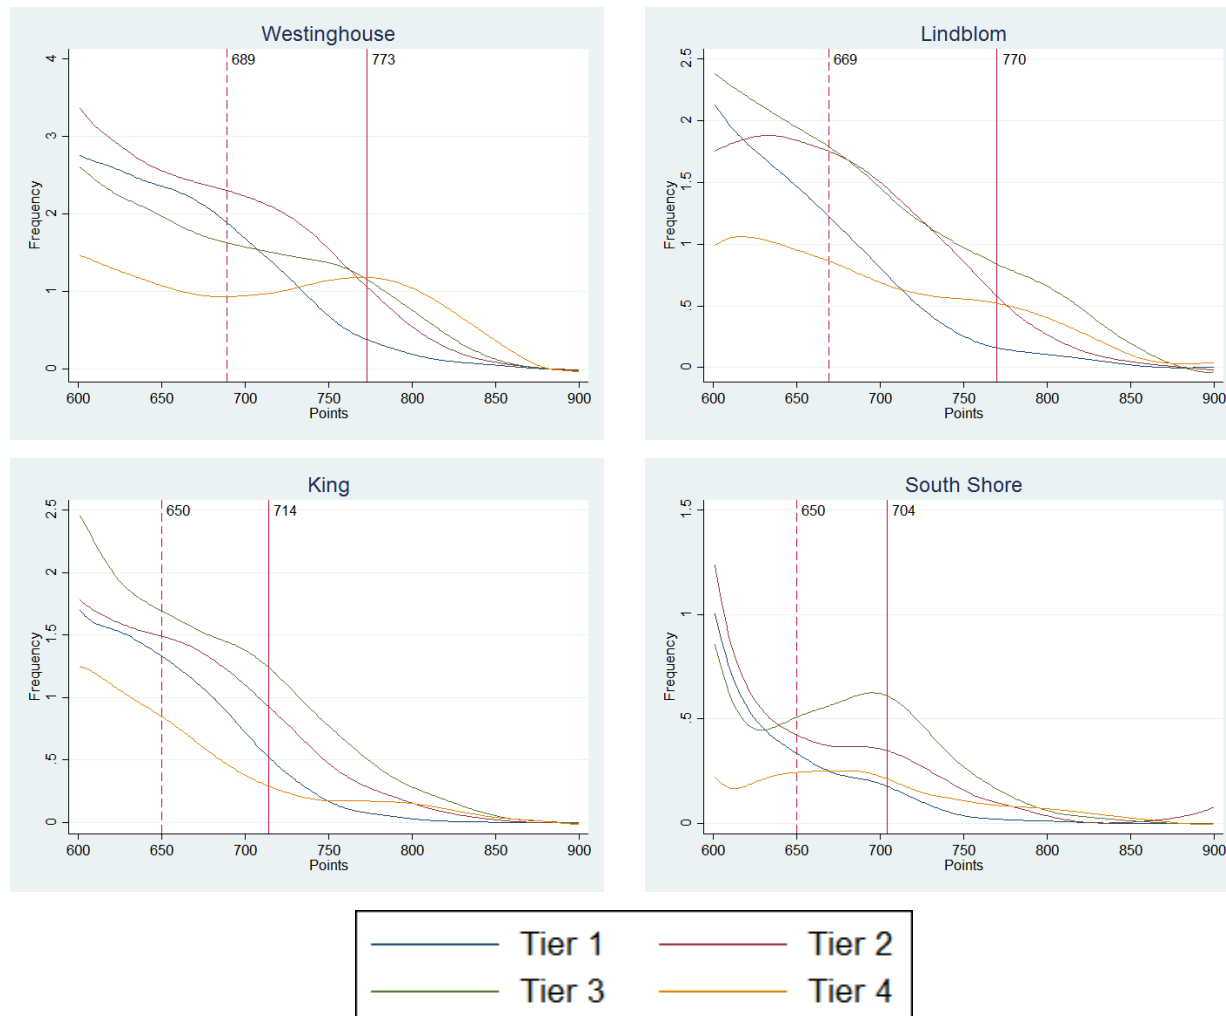 Westinghouse
689 773
Frequency
4
3
2
1
0
600 650 700 750 800 850 900
Points
Lindblom
669 770
Frequency
2.5
2
1.5
1
.5
0
600 650 700 750 800 850 900
Points
King
650 714
Frequency
2.5
2
1.5
1
.5
0
600 650 700 750 800 850 900
Points
South Shore
650 704
Frequency
1.5
1
.5
0
600 650 700 750 800 850 900
Points
Tier 1 Tier 2
Tier 3 Tier 4